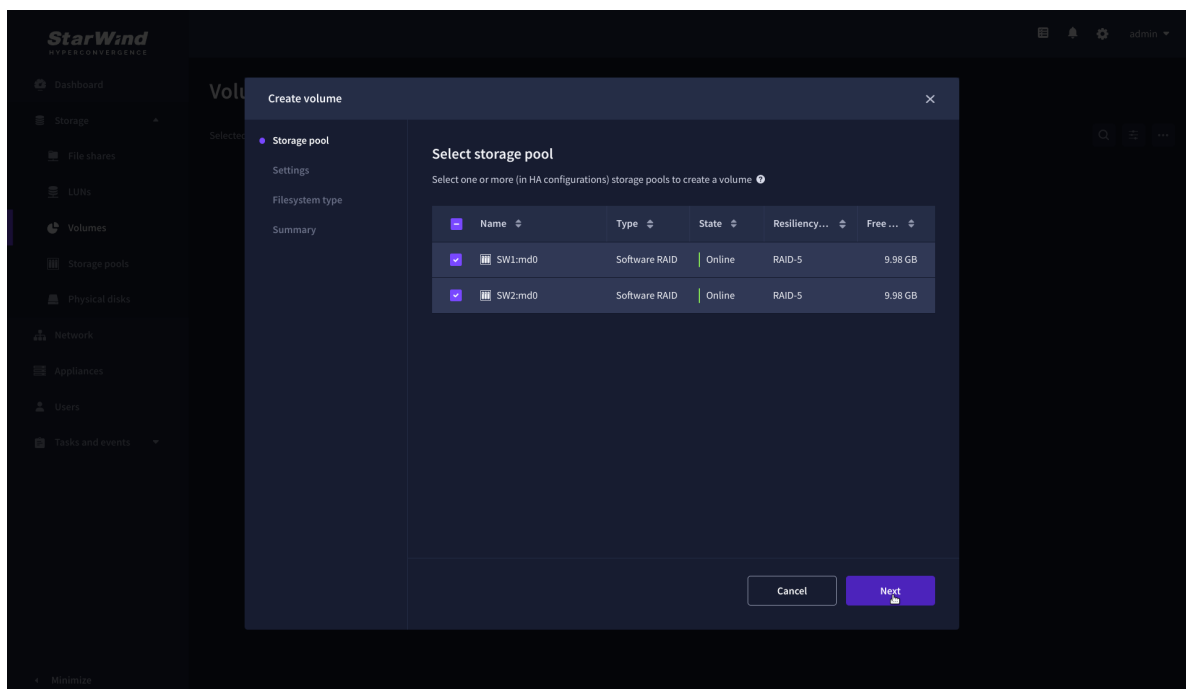 StarWind
HYPERCONVERGENCE
admin
Dashboard
Storage
File shares
LUNs
Volumes
Storage pools
Physical disks
Network
Appliances
Users
Tasks and events
Minimize
Volu
Selected
Create volume
Storage pool
Settings
Filesystem type
Summary
Select storage pool
Select one or more (in HA configurations) storage pools to create a volume
Name Type State Resiliency... Free ...
SW1:md0 Software RAID Online RAID-5 9.98 GB
SW2:md0 Software RAID Online RAID-5 9.98 GB
Cancel Next